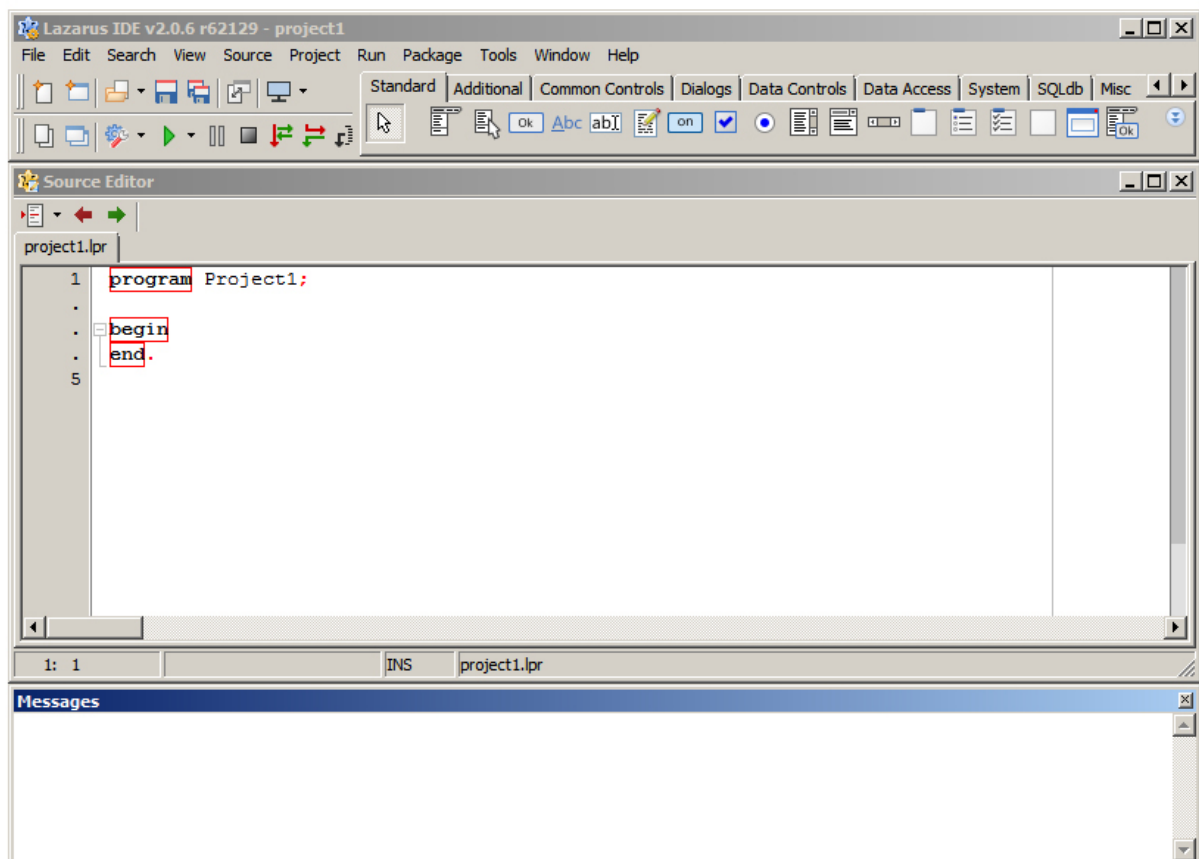 Lazarus IDE v2.0.6 r62129 - project1
File Edit Search View Source Project Run Package Tools Window Help
Standard Additional Common Controls Dialogs Data Controls Data Access System SQLdb Misc
Ok Abc abI on Ok
Source Editor
project1.lpr
1 program Project1;
.
. begin
. end.
5
1: 1 INS project1.lpr
Messages